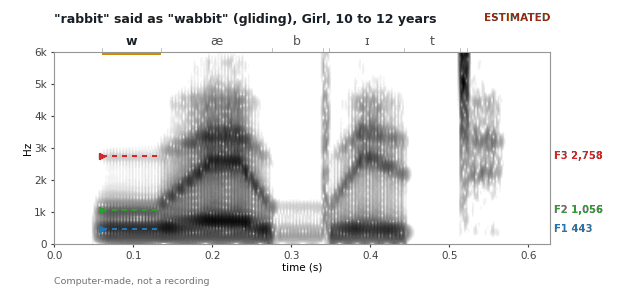 "rabbit" said as "wabbit" (gliding), Girl, 10 to 12 years
ESTIMATED
w æ b ɪ t
6k
5k
4k
3k
2k
1k
0
Hz
F3 2,758
F2 1,056
F1 443
0.0 0.1 0.2 0.3 0.4 0.5 0.6
time (s)
Computer-made, not a recording